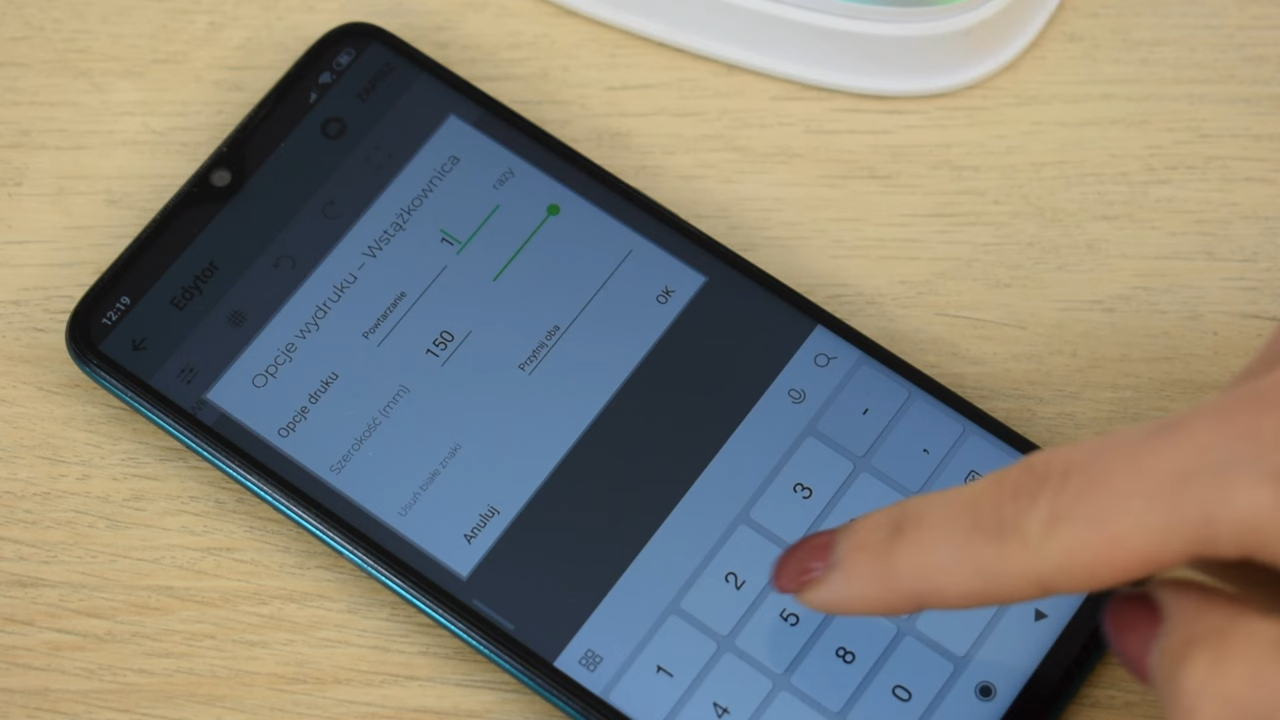 12:19
ZAPISZ
Edytor
Opcje wydruku – Wstążkownica
Opcje druku
Powtarzanie
1
razy
Szerokość (mm)
150
Usuń białe znaki
Przytnij oba
Anuluj
OK
1
2
3
-
4
5
,
8
0